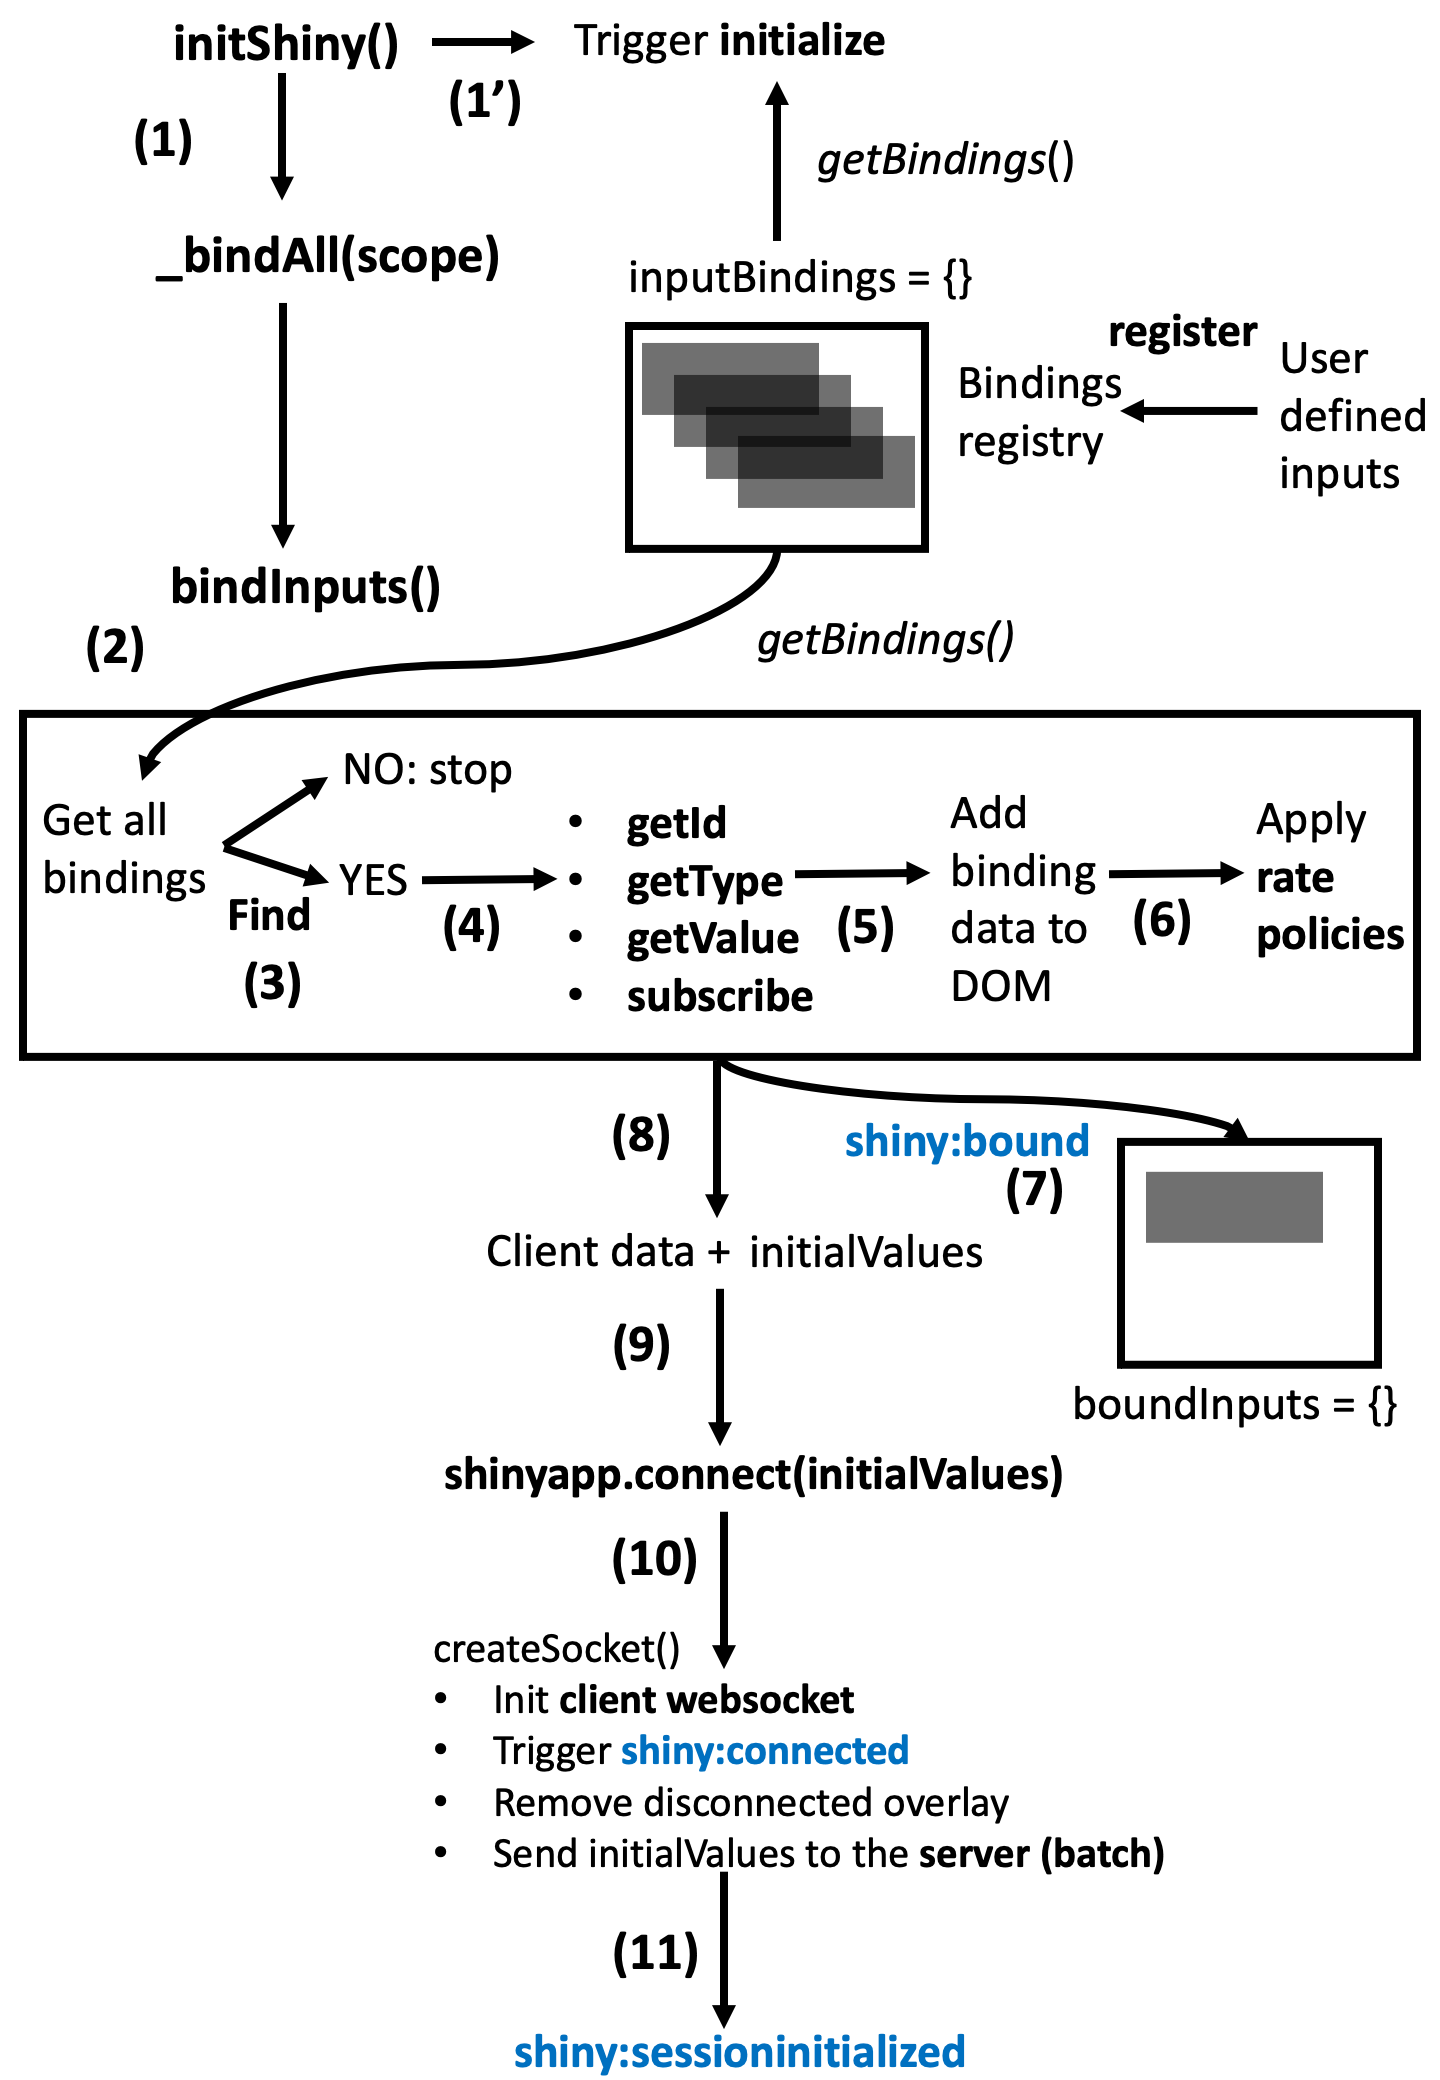 initShiny()
Trigger initialize
(1')
(1)
getBindings()
_bindAll(scope)
inputBindings = {}
register
User
defined
inputs
Bindings
registry
bindInputs()
(2)
getBindings()
Get all
bindings
NO: stop
YES
Find
(3)
(4)
• getId
• getType
• getValue
• subscribe
(5)
Add
binding
data to
DOM
(6)
Apply
rate
policies
(8)
shiny:bound
(7)
Client data + initialValues
boundInputs = {}
(9)
shinyapp.connect(initialValues)
(10)
createSocket()
• Init client websocket
• Trigger shiny:connected
• Remove disconnected overlay
• Send initialValues to the server (batch)
(11)
shiny:sessioninitialized